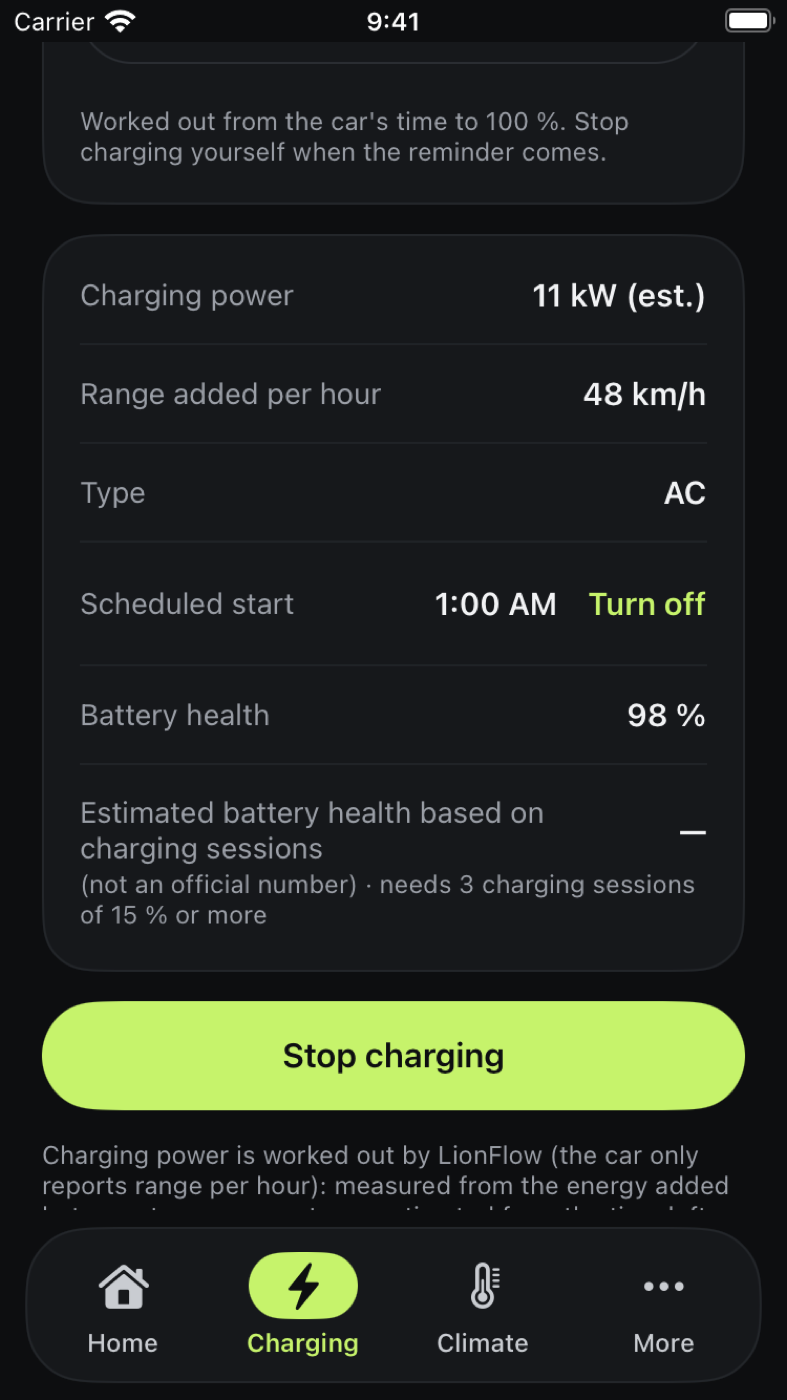 Carrier
9:41
Worked out from the car's time to 100 %. Stop
charging yourself when the reminder comes.
Charging power
11 kW (est.)
Range added per hour
48 km/h
Type
AC
Scheduled start
1:00 AM
Turn off
Battery health
98 %
Estimated battery health based on
charging sessions
—
(not an official number) · needs 3 charging sessions
of 15 % or more
Stop charging
Charging power is worked out by LionFlow (the car only
reports range per hour): measured from the energy added
Home
Charging
Climate
More